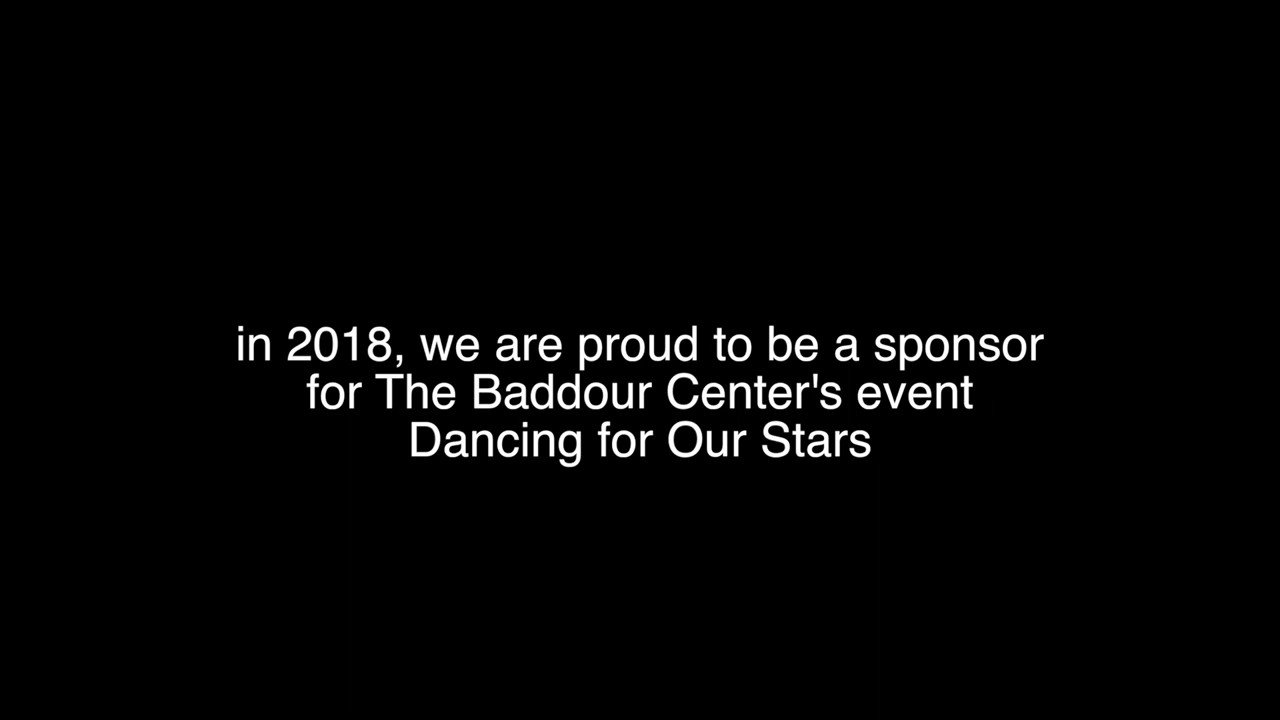 in 2018, we are proud to be a sponsor
for The Baddour Center's event
Dancing for Our Stars